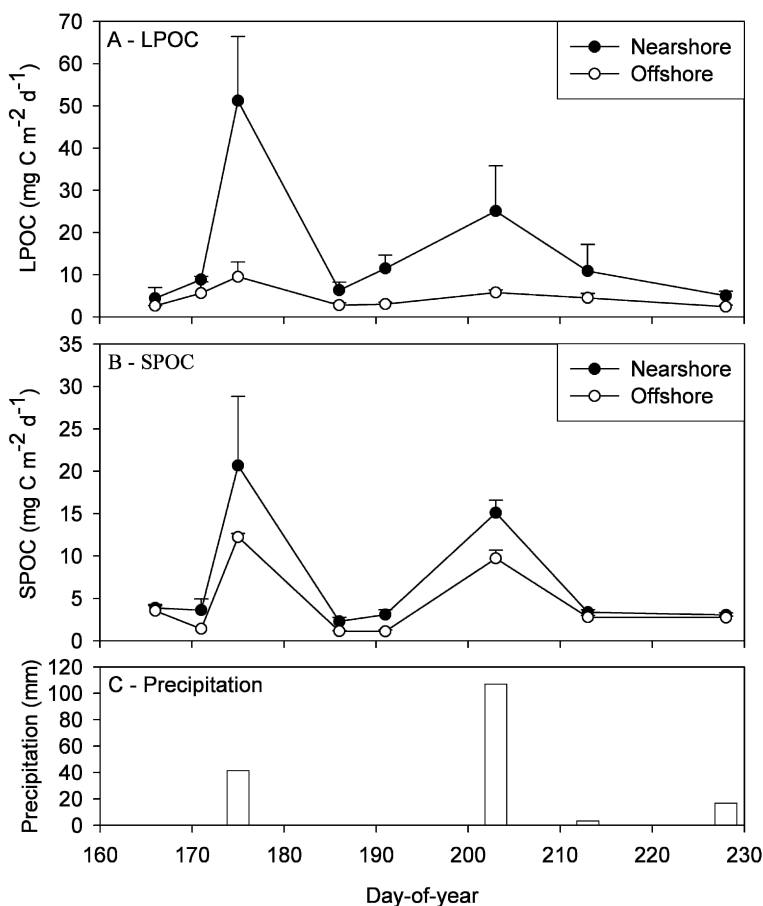 A - LPOC
Nearshore
Offshore
LPOC (mg C m⁻² d⁻¹)
70
60
50
40
30
20
10
0
B - SPOC
Nearshore
Offshore
SPOC (mg C m⁻² d⁻¹)
35
30
25
20
15
10
5
0
C - Precipitation
Precipitation (mm)
120
100
80
60
40
20
0
160 170 180 190 200 210 220 230
Day-of-year